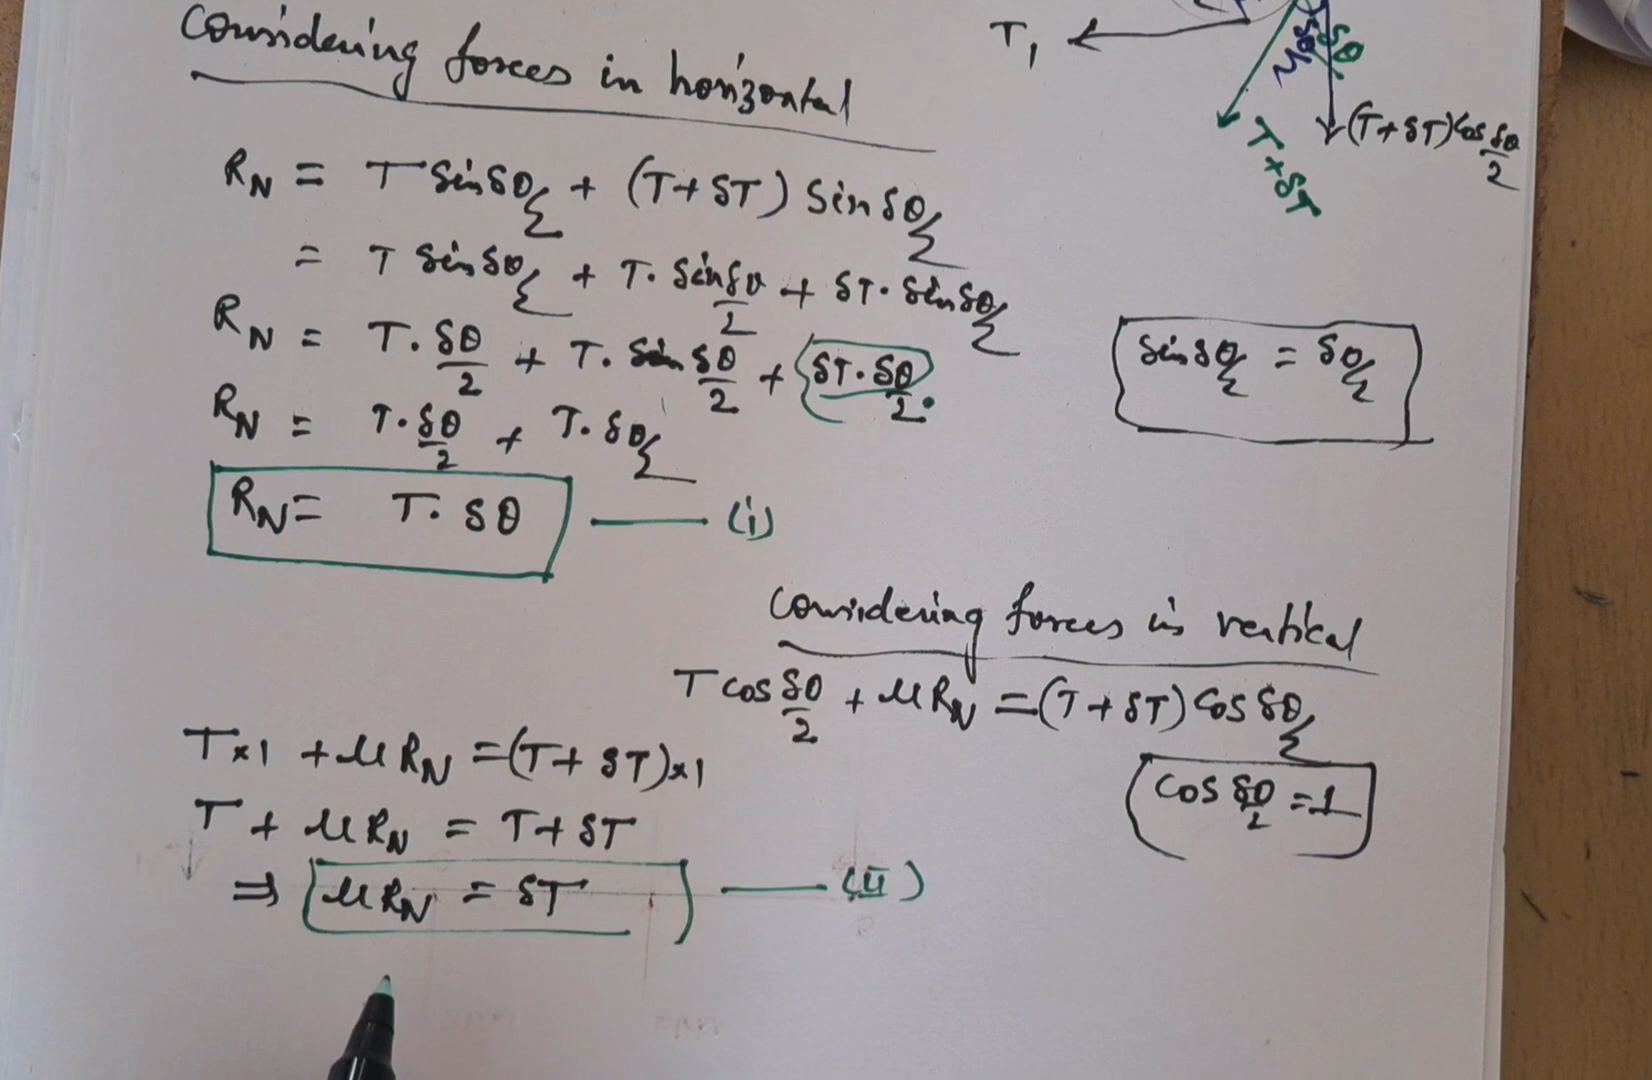 Considering forces in horizontal
T₁
δθ/2
δθ/2
(T+δT)Cos δθ/2
T+δT
R_N = T Sin δθ/2 + (T+δT) Sin δθ/2
= T Sin δθ/2 + T. Sin δθ/2 + δT. Sin δθ/2
R_N = T. δθ/2 + T. Sin δθ/2 + δT. δθ/2.
Sin δθ/2 = δθ/2
R_N = T. δθ/2 + T. δθ/2
R_N = T. δθ —— (i)
Considering forces in vertical
T cos δθ/2 + μR_N = (T+δT) Cos δθ/2
T×1 + μR_N = (T+δT)×1
cos δθ/2 = 1
T + μR_N = T+δT
⇒ μR_N = δT —— (ii)